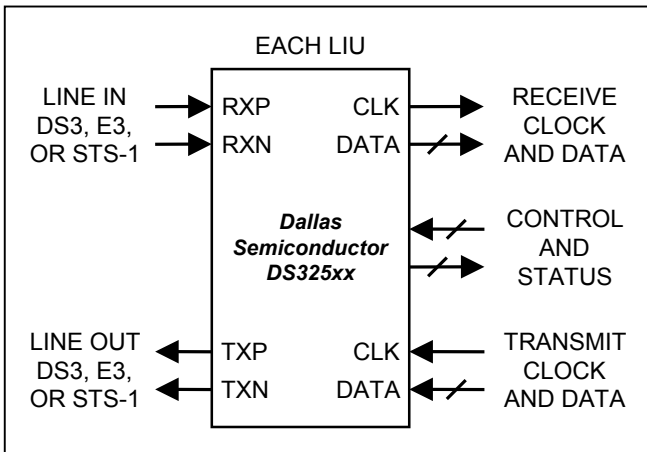 EACH LIU
LINE IN
DS3, E3,
OR STS-1
RXP
RXN
CLK
DATA
RECEIVE
CLOCK
AND DATA
Dallas
Semiconductor
DS325xx
CONTROL
AND
STATUS
LINE OUT
DS3, E3,
OR STS-1
TXP
TXN
CLK
DATA
TRANSMIT
CLOCK
AND DATA